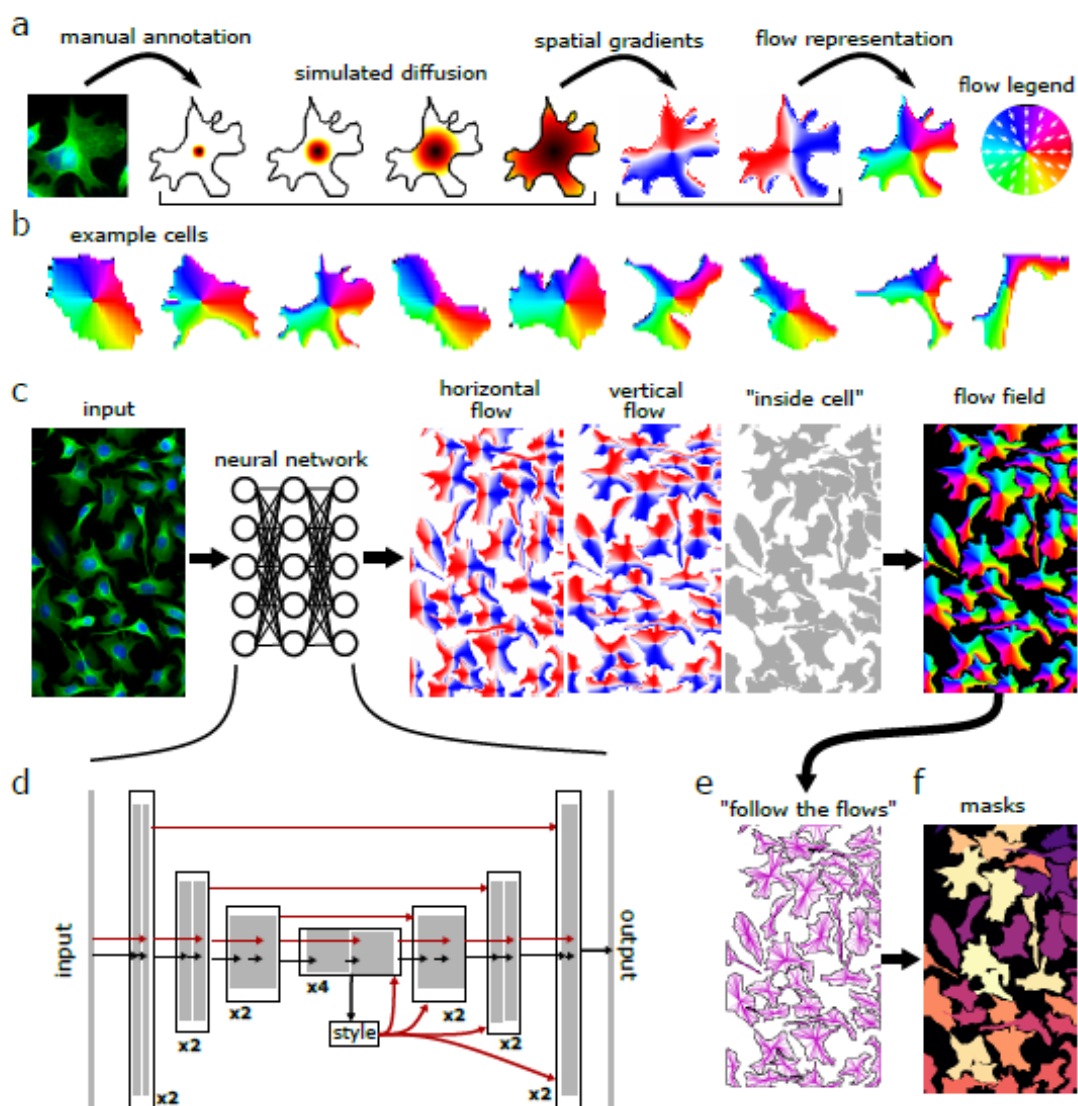 a
manual annotation
simulated diffusion
spatial gradients
flow representation
flow legend
b
example cells
c
input
neural network
horizontal
flow
vertical
flow
"inside cell"
flow field
d
input
x2
x2
x2
x4
style
x2
x2
x2
output
e
"follow the flows"
f
masks